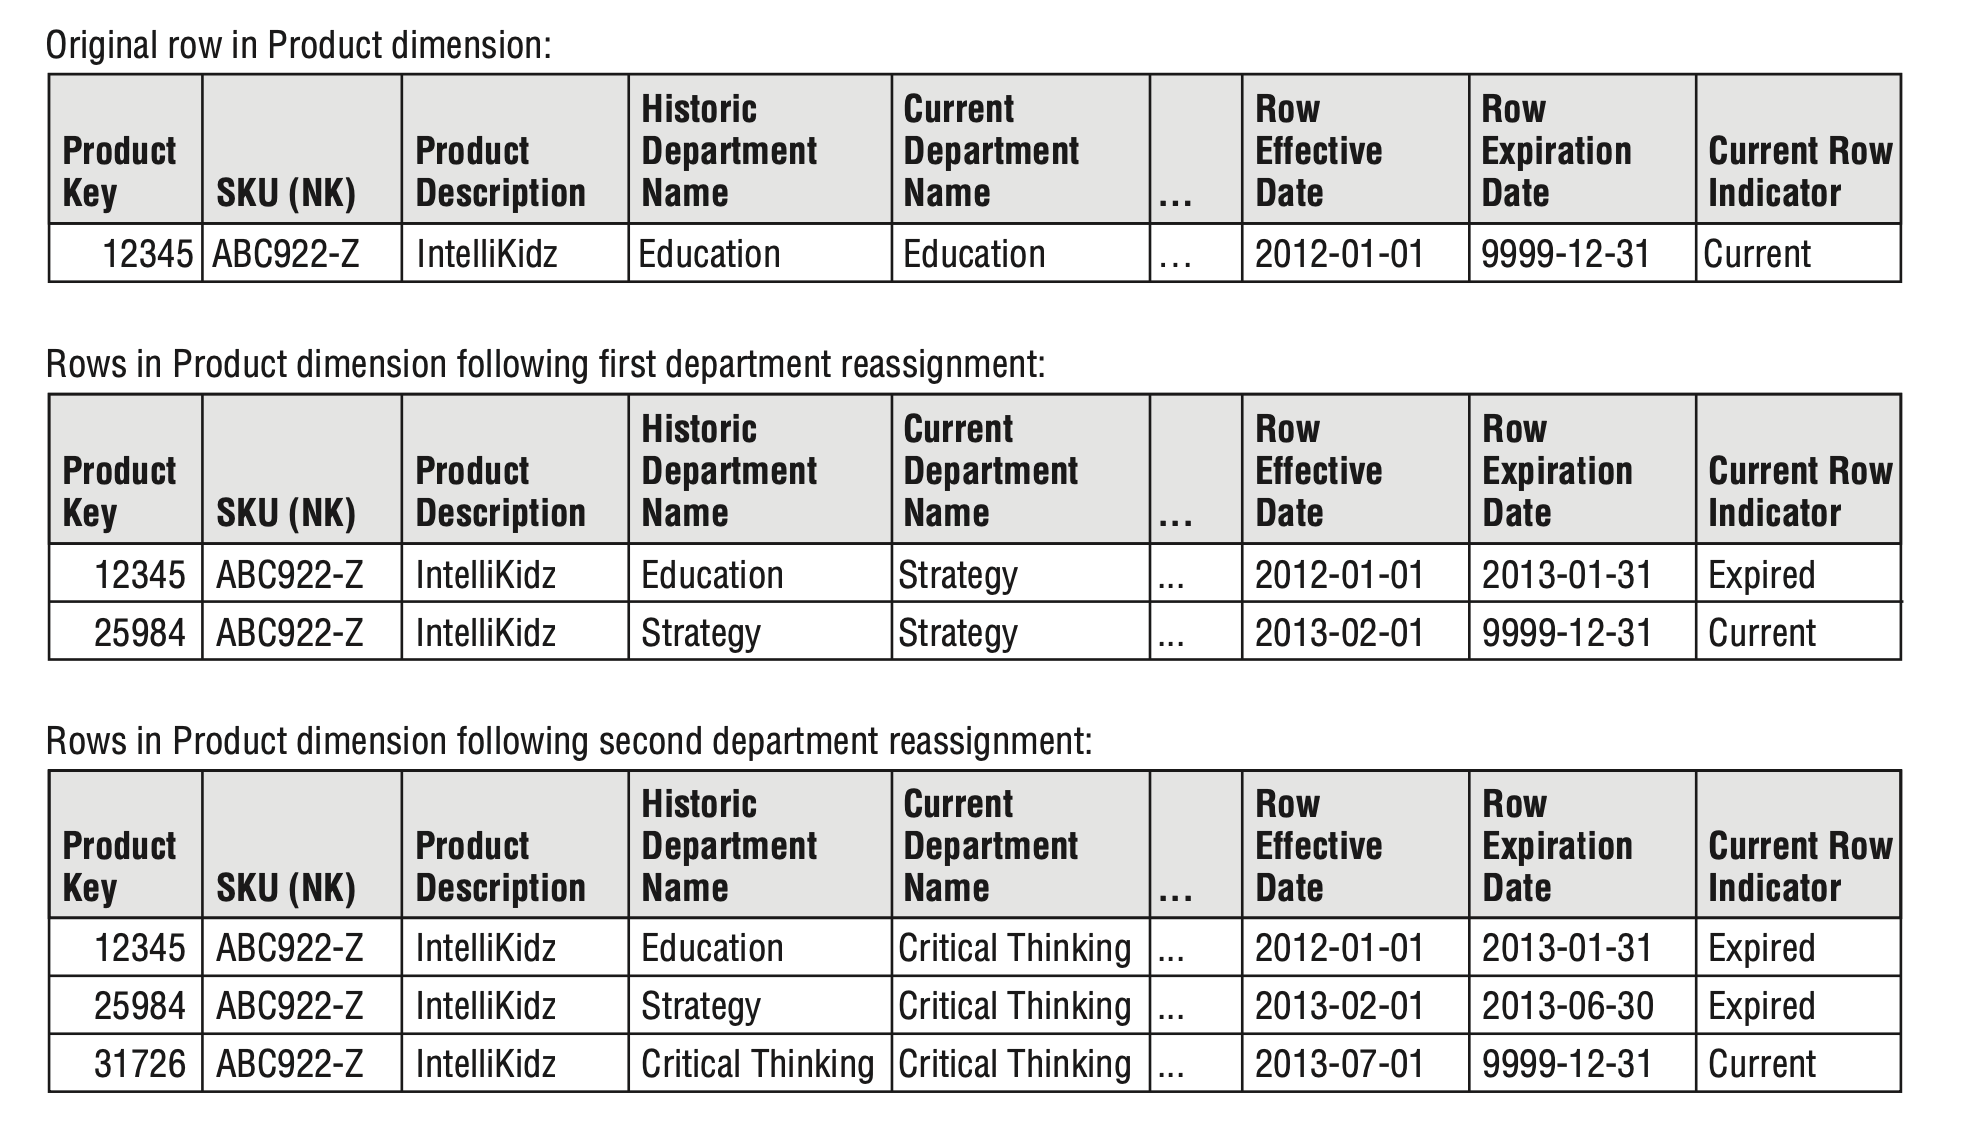 Original row in Product dimension:
Product Key SKU (NK) Product Description Historic Department Name Current Department Name ... Row Effective Date Row Expiration Date Current Row Indicator
12345 ABC922-Z IntelliKidz Education Education ... 2012-01-01 9999-12-31 Current
Rows in Product dimension following first department reassignment:
Product Key SKU (NK) Product Description Historic Department Name Current Department Name ... Row Effective Date Row Expiration Date Current Row Indicator
12345 ABC922-Z IntelliKidz Education Strategy ... 2012-01-01 2013-01-31 Expired
25984 ABC922-Z IntelliKidz Strategy Strategy ... 2013-02-01 9999-12-31 Current
Rows in Product dimension following second department reassignment:
Product Key SKU (NK) Product Description Historic Department Name Current Department Name ... Row Effective Date Row Expiration Date Current Row Indicator
12345 ABC922-Z IntelliKidz Education Critical Thinking ... 2012-01-01 2013-01-31 Expired
25984 ABC922-Z IntelliKidz Strategy Critical Thinking ... 2013-02-01 2013-06-30 Expired
31726 ABC922-Z IntelliKidz Critical Thinking Critical Thinking ... 2013-07-01 9999-12-31 Current